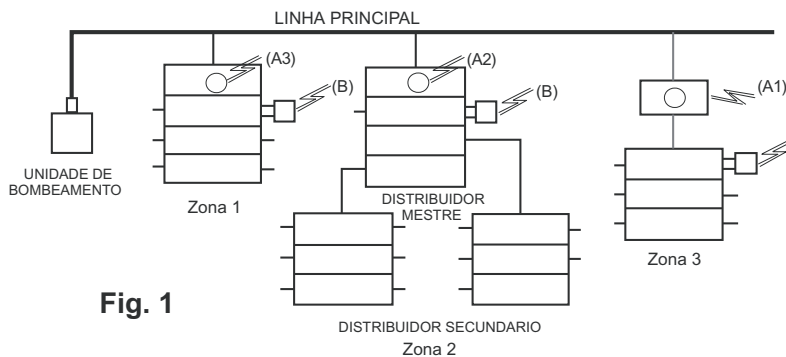 LINHA PRINCIPAL
(A3)
(B)
(A2)
(B)
(A1)
UNIDADE DE
BOMBEAMENTO
Zona 1
DISTRIBUIDOR
MESTRE
Zona 3
Fig. 1
DISTRIBUIDOR SECUNDARIO
Zona 2